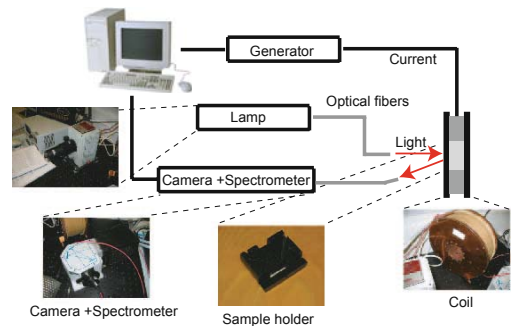 Generator
Current
Optical fibers
Lamp
Light
Camera +Spectrometer
Camera +Spectrometer
Sample holder
Coil